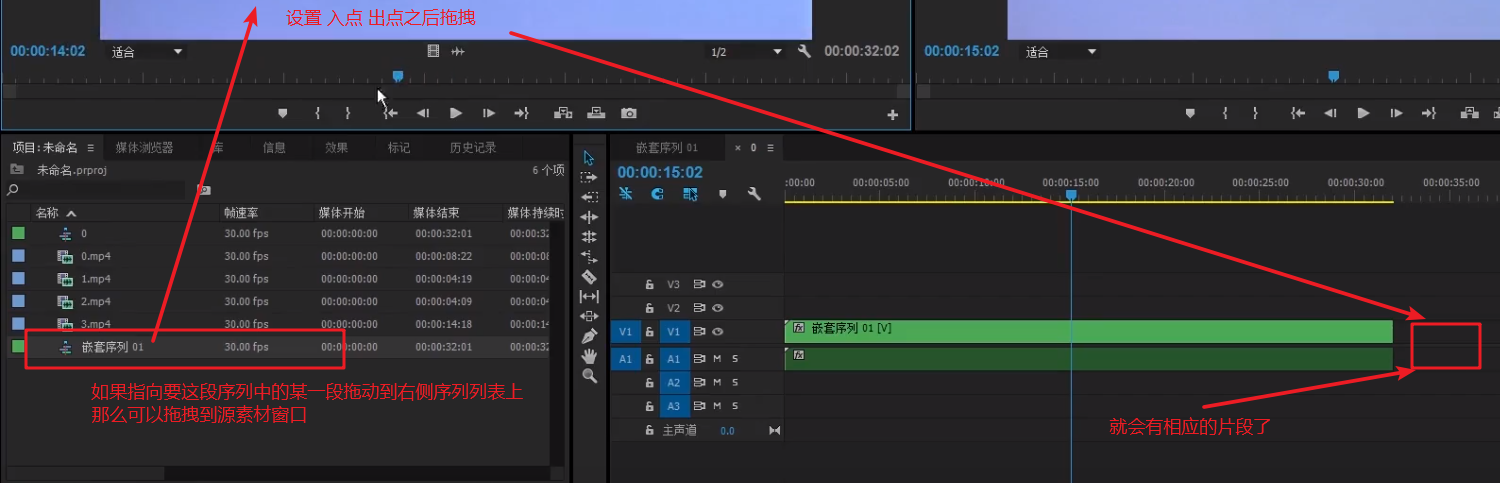 设置 入点 出点之后拖拽
00:00:14:02 适合 1/2 00:00:32:02
00:00:15:02 适合
项目:未命名 媒体浏览器 库 信息 效果 标记 历史记录
未命名.prproj 6 个项
名称 帧速率 媒体开始 媒体结束 媒体持续时
0 30.00 fps 00:00:00:00 00:00:32:01 00:00:32
0.mp4 30.00 fps 00:00:00:00 00:00:08:22 00:00:08
1.mp4 30.00 fps 00:00:00:00 00:00:04:19 00:00:04
2.mp4 30.00 fps 00:00:00:00 00:00:04:09 00:00:04
3.mp4 30.00 fps 00:00:00:00 00:00:14:18 00:00:14
嵌套序列 01 30.00 fps 00:00:00:00 00:00:32:01 00:00:32
如果指向要这段序列中的某一段拖动到右侧序列列表上
那么可以拖拽到源素材窗口
嵌套序列 01 × 0
00:00:15:02
:00:00 00:00:05:00 00:00:10:00 00:00:15:00 00:00:20:00 00:00:25:00 00:00:30:00 00:00:35:00
V3
V2
V1 V1 fx 嵌套序列 01 [V]
A1 A1 M S fx
A2 M S
A3 M S
主声道 0.0
就会有相应的片段了